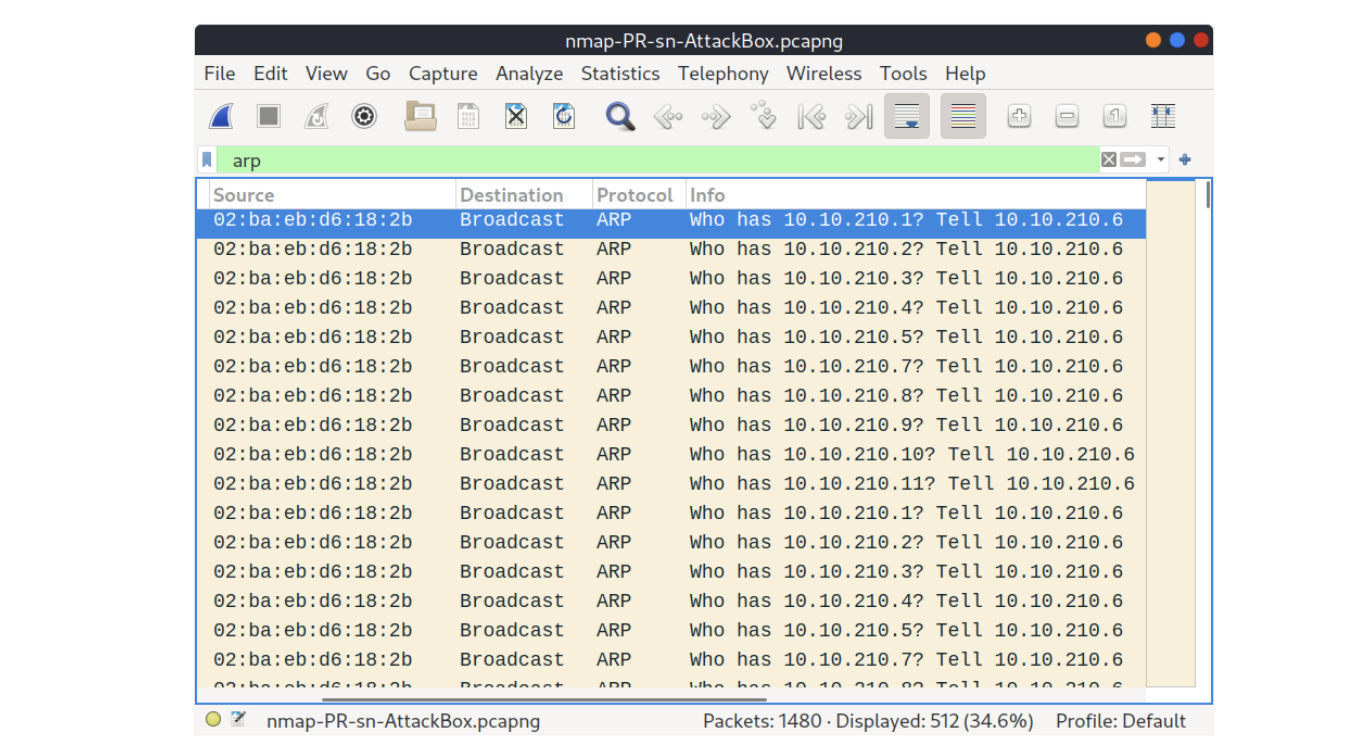 nmap-PR-sn-AttackBox.pcapng
File Edit View Go Capture Analyze Statistics Telephony Wireless Tools Help
arp
Source Destination Protocol Info
02:ba:eb:d6:18:2b Broadcast ARP Who has 10.10.210.1? Tell 10.10.210.6
02:ba:eb:d6:18:2b Broadcast ARP Who has 10.10.210.2? Tell 10.10.210.6
02:ba:eb:d6:18:2b Broadcast ARP Who has 10.10.210.3? Tell 10.10.210.6
02:ba:eb:d6:18:2b Broadcast ARP Who has 10.10.210.4? Tell 10.10.210.6
02:ba:eb:d6:18:2b Broadcast ARP Who has 10.10.210.5? Tell 10.10.210.6
02:ba:eb:d6:18:2b Broadcast ARP Who has 10.10.210.7? Tell 10.10.210.6
02:ba:eb:d6:18:2b Broadcast ARP Who has 10.10.210.8? Tell 10.10.210.6
02:ba:eb:d6:18:2b Broadcast ARP Who has 10.10.210.9? Tell 10.10.210.6
02:ba:eb:d6:18:2b Broadcast ARP Who has 10.10.210.10? Tell 10.10.210.6
02:ba:eb:d6:18:2b Broadcast ARP Who has 10.10.210.11? Tell 10.10.210.6
02:ba:eb:d6:18:2b Broadcast ARP Who has 10.10.210.1? Tell 10.10.210.6
02:ba:eb:d6:18:2b Broadcast ARP Who has 10.10.210.2? Tell 10.10.210.6
02:ba:eb:d6:18:2b Broadcast ARP Who has 10.10.210.3? Tell 10.10.210.6
02:ba:eb:d6:18:2b Broadcast ARP Who has 10.10.210.4? Tell 10.10.210.6
02:ba:eb:d6:18:2b Broadcast ARP Who has 10.10.210.5? Tell 10.10.210.6
02:ba:eb:d6:18:2b Broadcast ARP Who has 10.10.210.7? Tell 10.10.210.6
nmap-PR-sn-AttackBox.pcapng Packets: 1480 · Displayed: 512 (34.6%) Profile: Default